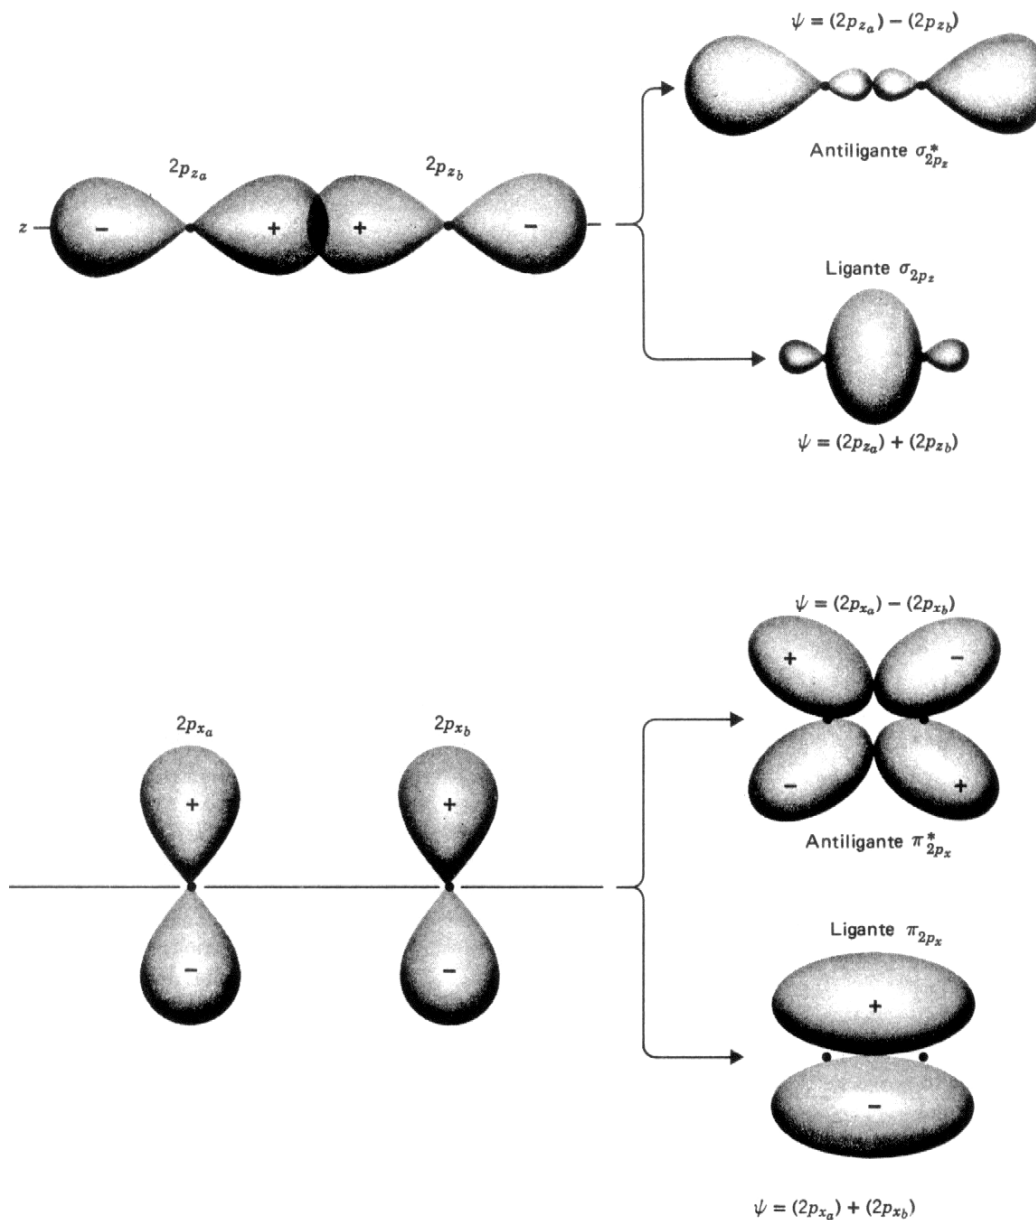 ψ = (2p_{z_a}) − (2p_{z_b})
Antiligante σ*_{2p_z}
2p_{z_a}
2p_{z_b}
z
−
+
+
−
Ligante σ_{2p_z}
ψ = (2p_{z_a}) + (2p_{z_b})
ψ = (2p_{x_a}) − (2p_{x_b})
+
−
−
+
Antiligante π*_{2p_x}
2p_{x_a}
2p_{x_b}
+
+
−
−
Ligante π_{2p_x}
+
−
ψ = (2p_{x_a}) + (2p_{x_b})